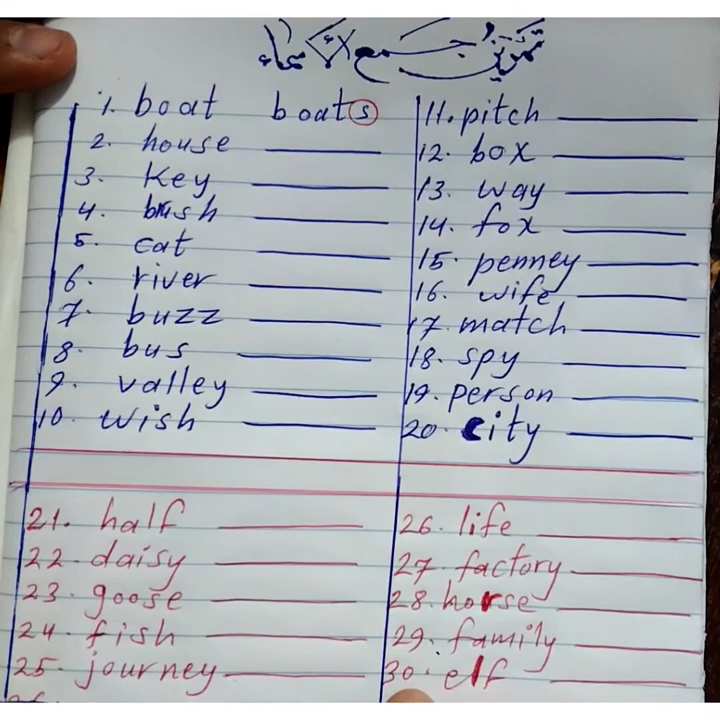 تمرين جمع الأسماء
1. boat boats
2. house
3. Key
4. brush
5. cat
6. river
7. buzz
8. bus
9. valley
10. wish
11. pitch
12. box
13. way
14. fox
15. penney
16. wife
17. match
18. spy
19. person
20. City
21. half
22. daisy
23. goose
24. fish
25. journey
26. life
27. factory
28. horse
29. family
30. elf